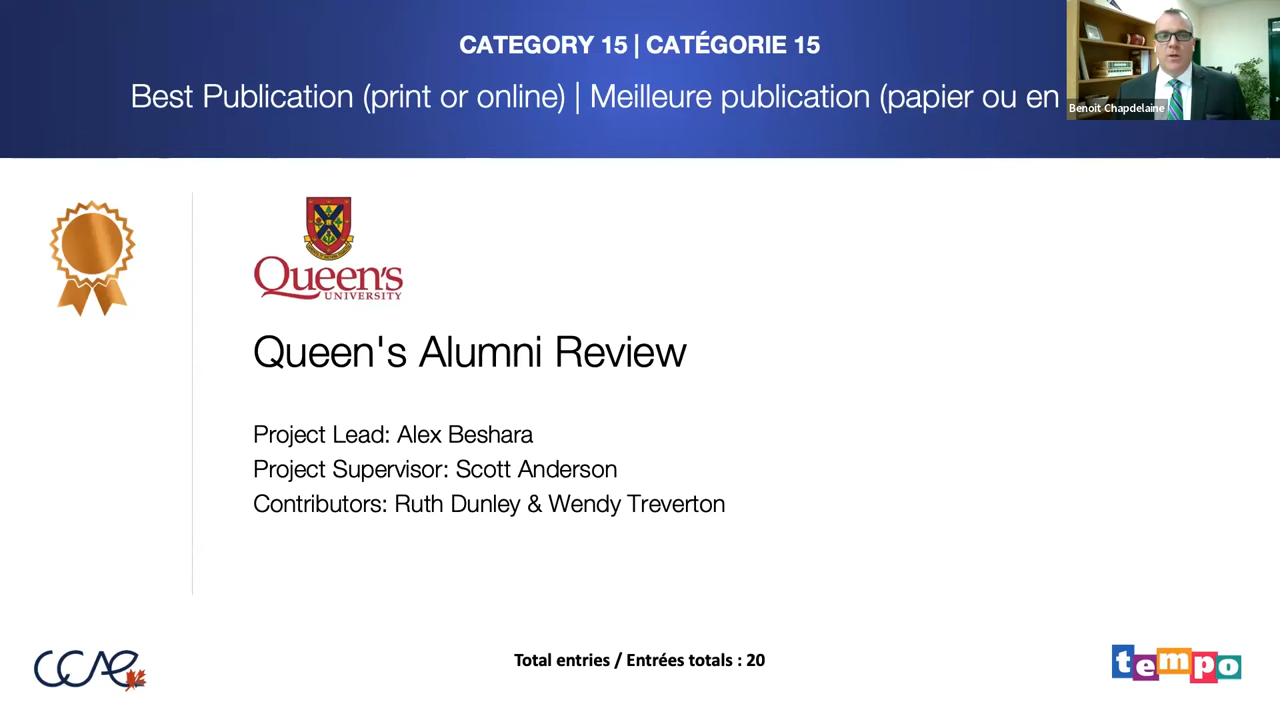 CATEGORY 15 | CATÉGORIE 15
Best Publication (print or online) | Meilleure publication (papier ou en
Benoit Chapdelaine
Queen's
UNIVERSITY
Queen's Alumni Review
Project Lead: Alex Beshara
Project Supervisor: Scott Anderson
Contributors: Ruth Dunley & Wendy Treverton
CCAE
Total entries / Entrées totals : 20
tempo